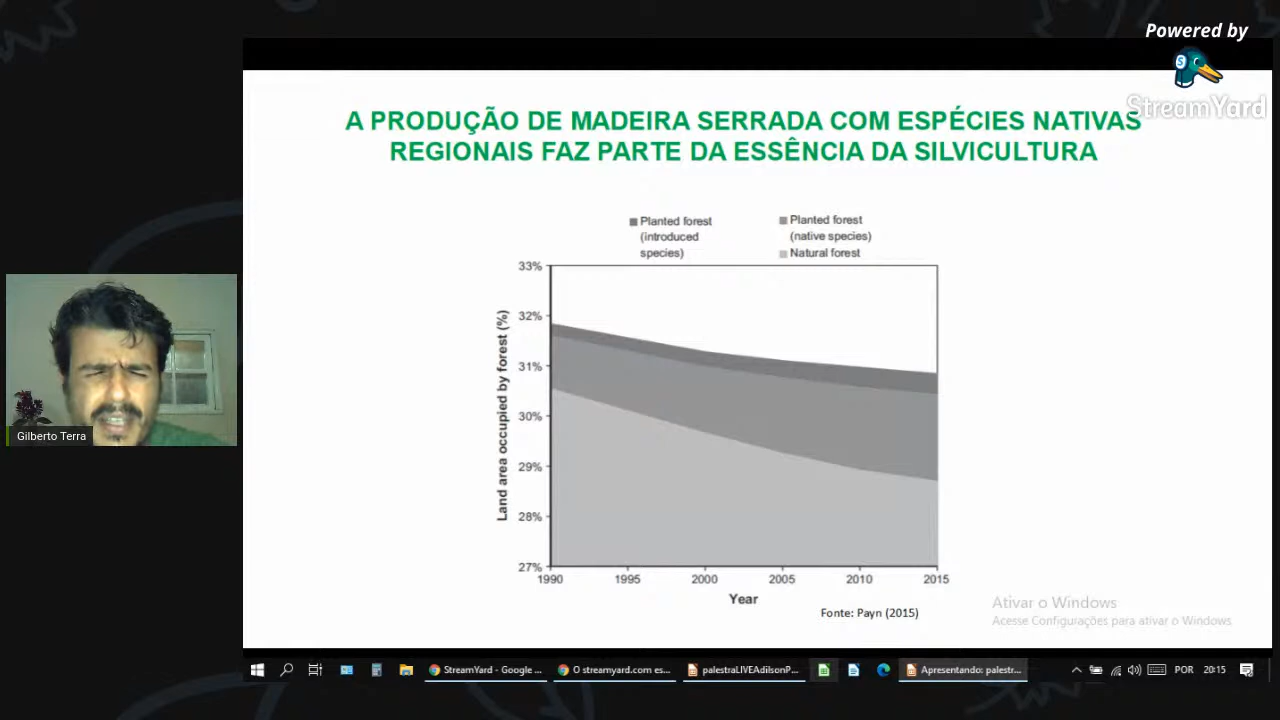 Powered by
StreamYard
A PRODUÇÃO DE MADEIRA SERRADA COM ESPÉCIES NATIVAS
REGIONAIS FAZ PARTE DA ESSÊNCIA DA SILVICULTURA
Planted forest
(introduced
species)
Planted forest
(native species)
Natural forest
Land area occupied by forest (%)
33%
32%
31%
30%
29%
28%
27%
1990 1995 2000 2005 2010 2015
Year
Fonte: Payn (2015)
Gilberto Terra
Ativar o Windows
Acesse Configurações para ativar o Windows
StreamYard - Google ...
O streamyard.com es...
palestraLIVEAdilsonP...
Apresentando: palestr...
POR
20:15